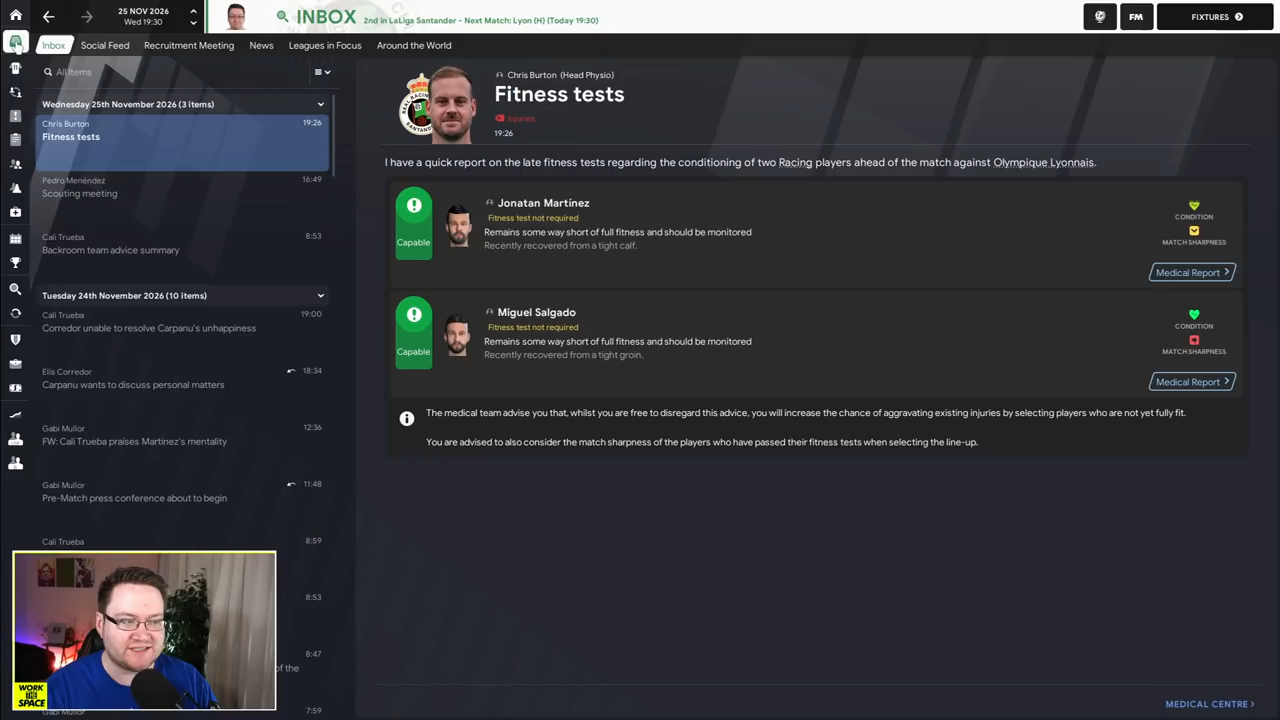 25 NOV 2026
Wed 19:30
INBOX
2nd in LaLiga Santander - Next Match: Lyon (H) (Today 19:30)
FM
FIXTURES
Inbox
Social Feed
Recruitment Meeting
News
Leagues in Focus
Around the World
All Items
Wednesday 25th November 2026 (3 items)
Chris Burton
19:26
Fitness tests
Pedro Menéndez
16:49
Scouting meeting
Cali Trueba
8:53
Backroom team advice summary
Tuesday 24th November 2026 (10 items)
Cali Trueba
19:00
Corredor unable to resolve Carpanu's unhappiness
Elis Corredor
18:34
Carpanu wants to discuss personal matters
Gabi Mullor
12:36
FW: Cali Trueba praises Martínez's mentality
Gabi Mullor
11:48
Pre-Match press conference about to begin
Cali Trueba
8:59
8:53
8:47
of the
Gabi Mullor
7:59
WORK
THE
SPACE
Chris Burton (Head Physio)
Fitness tests
Injuries
19:26
I have a quick report on the late fitness tests regarding the conditioning of two Racing players ahead of the match against Olympique Lyonnais.
Capable
Jonatan Martínez
Fitness test not required
Remains some way short of full fitness and should be monitored
Recently recovered from a tight calf.
CONDITION
MATCH SHARPNESS
Medical Report
Capable
Miguel Salgado
Fitness test not required
Remains some way short of full fitness and should be monitored
Recently recovered from a tight groin.
CONDITION
MATCH SHARPNESS
Medical Report
The medical team advise you that, whilst you are free to disregard this advice, you will increase the chance of aggravating existing injuries by selecting players who are not yet fully fit.
You are advised to also consider the match sharpness of the players who have passed their fitness tests when selecting the line-up.
MEDICAL CENTRE